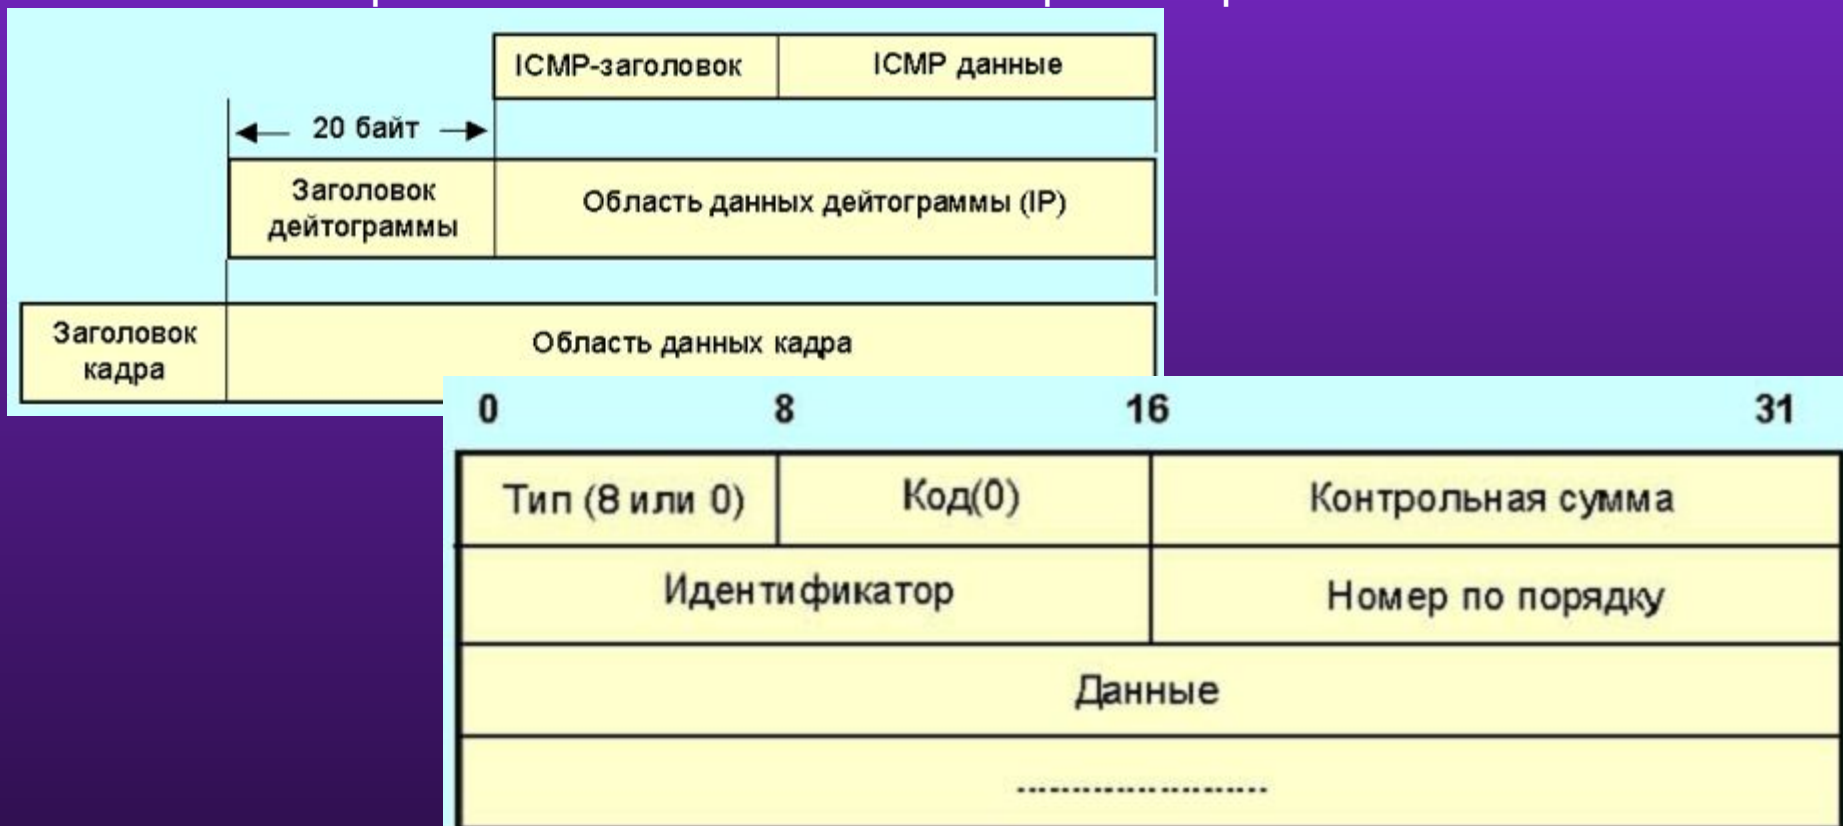 ICMP-заголовок ICMP данные
20 байт
Заголовок
дейтограммы
Область данных дейтограммы (IP)
Заголовок
кадра
Область данных кадра
0 8 16 31
Тип (8 или 0) Код(0) Контрольная сумма
Идентификатор Номер по порядку
Данные